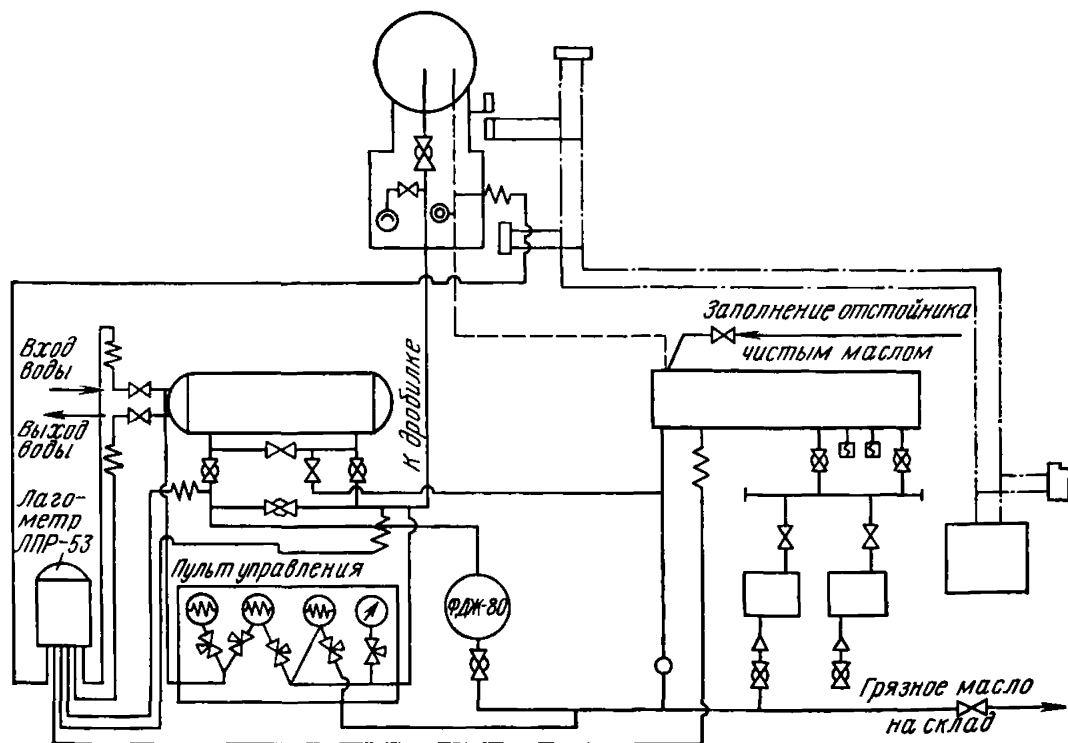 Заполнение отстойника
чистым маслом
Вход
воды
Выход
воды
к дробилке
Лаго-
метр
ЛПР-53
Пульт управления
ФДЖ-80
Грязное масло
на склад